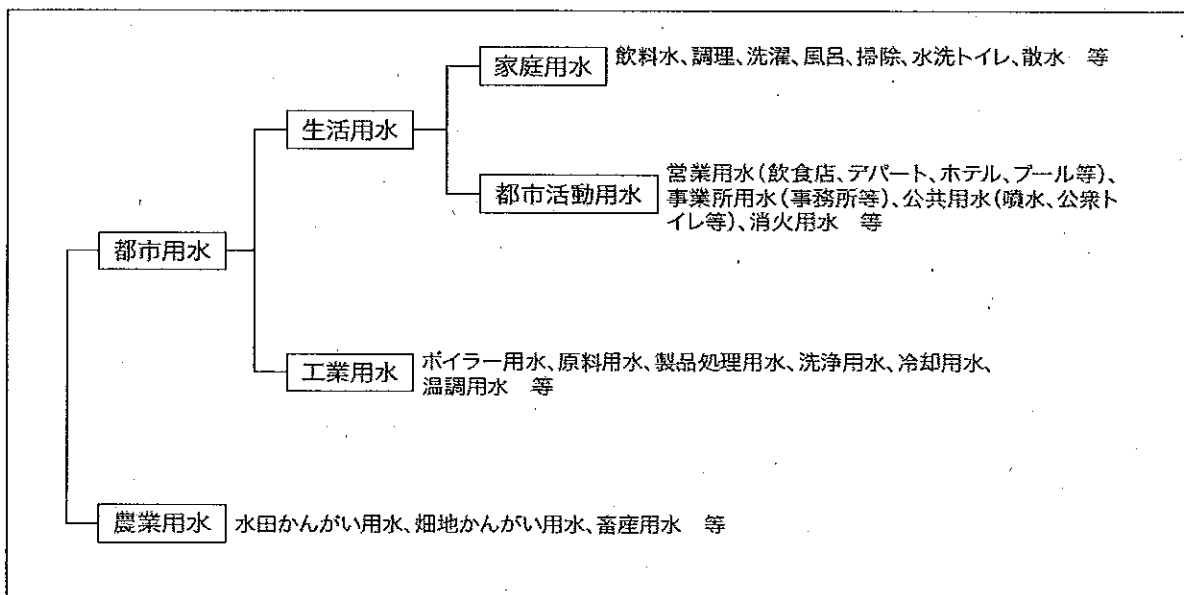 家庭用水
飲料水、調理、洗濯、風呂、掃除、水洗トイレ、散水　等
生活用水
都市活動用水
営業用水(飲食店、デパート、ホテル、プール等)、
事業所用水(事務所等)、公共用水(噴水、公衆ト
イレ等)、消火用水　等
都市用水
工業用水
ボイラー用水、原料用水、製品処理用水、洗浄用水、冷却用水、
温調用水　等
農業用水
水田かんがい用水、畑地かんがい用水、畜産用水　等